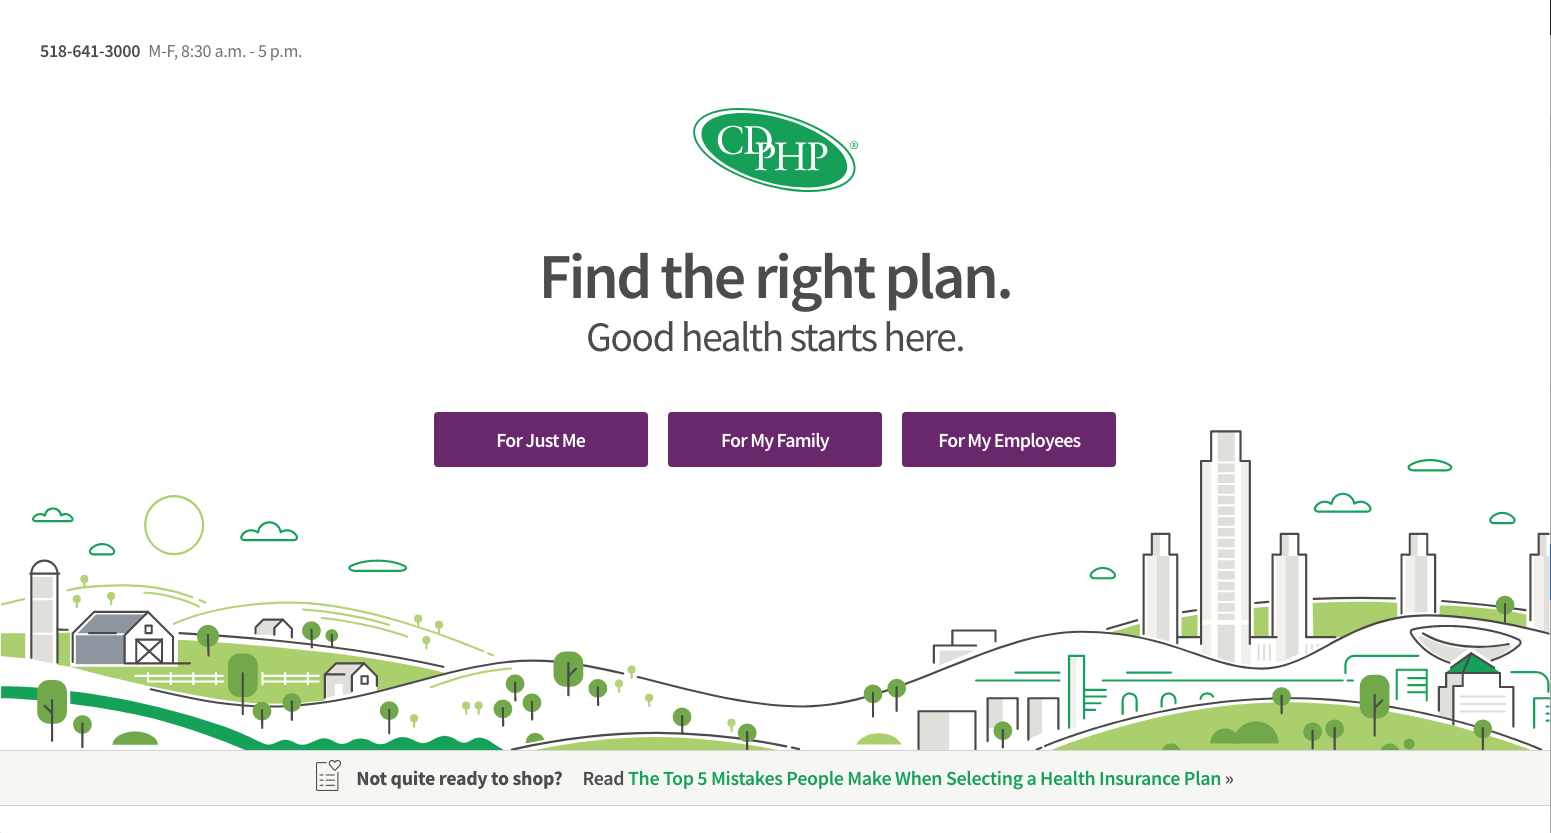 518-641-3000 M-F, 8:30 a.m. - 5 p.m.
CDPHP®
Find the right plan.
Good health starts here.
For Just Me
For My Family
For My Employees
Not quite ready to shop? Read The Top 5 Mistakes People Make When Selecting a Health Insurance Plan »